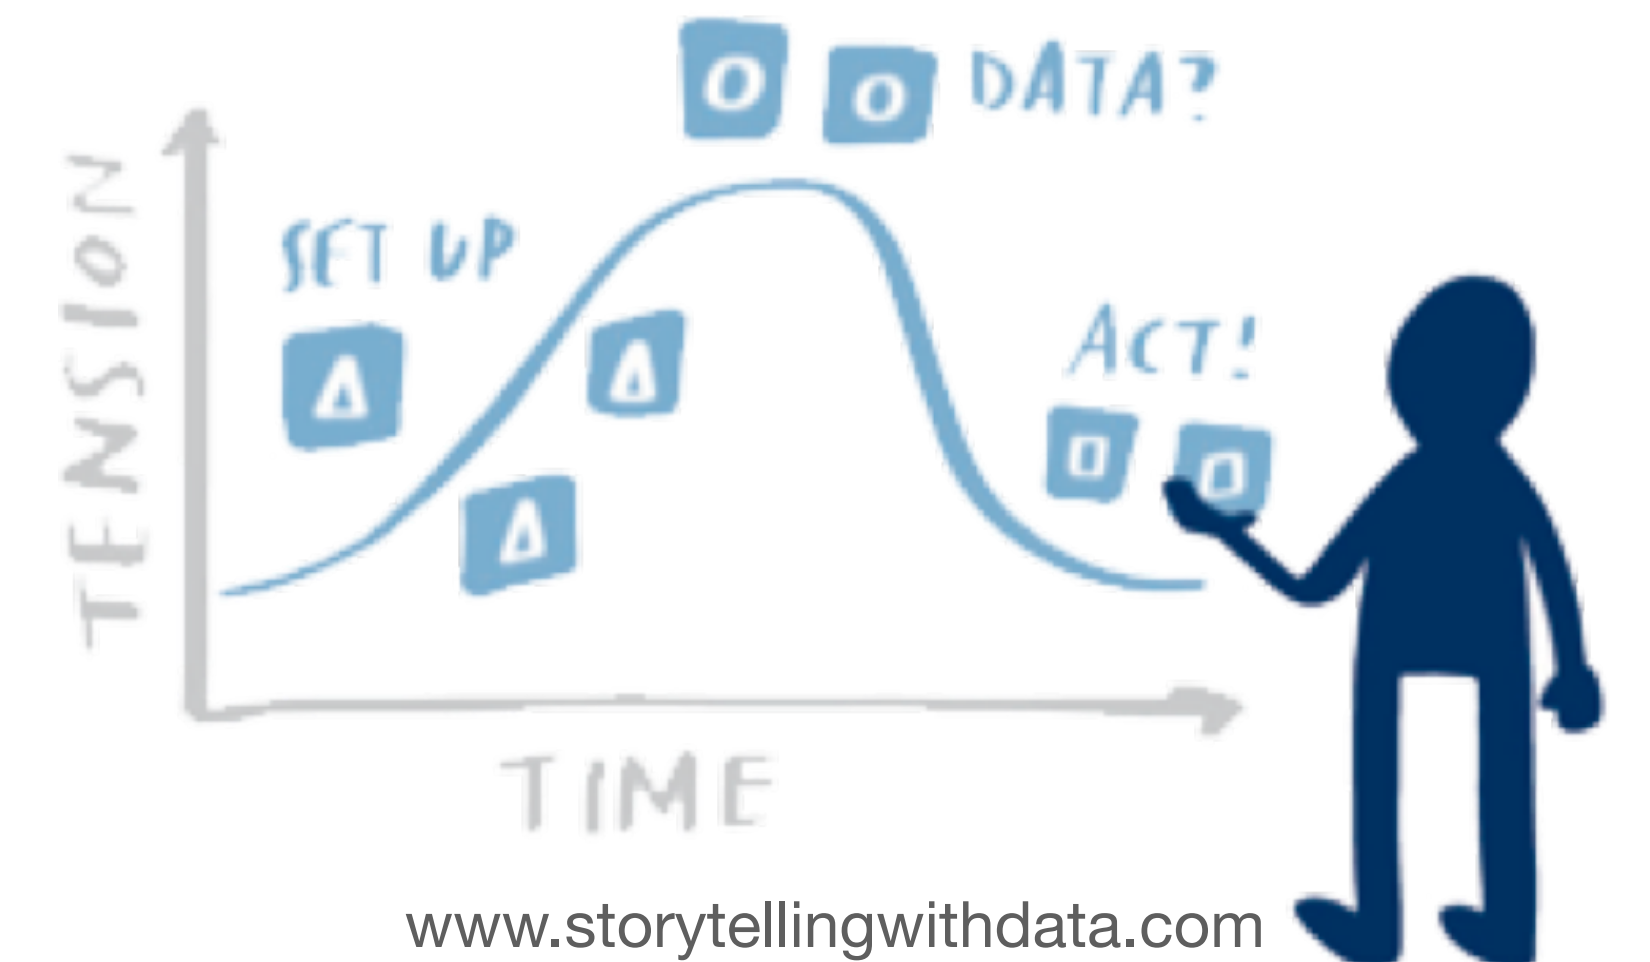 O O DATA?
SET UP
Δ Δ
Δ
ACT!
□ □
TENSION
TIME
www.storytellingwithdata.com